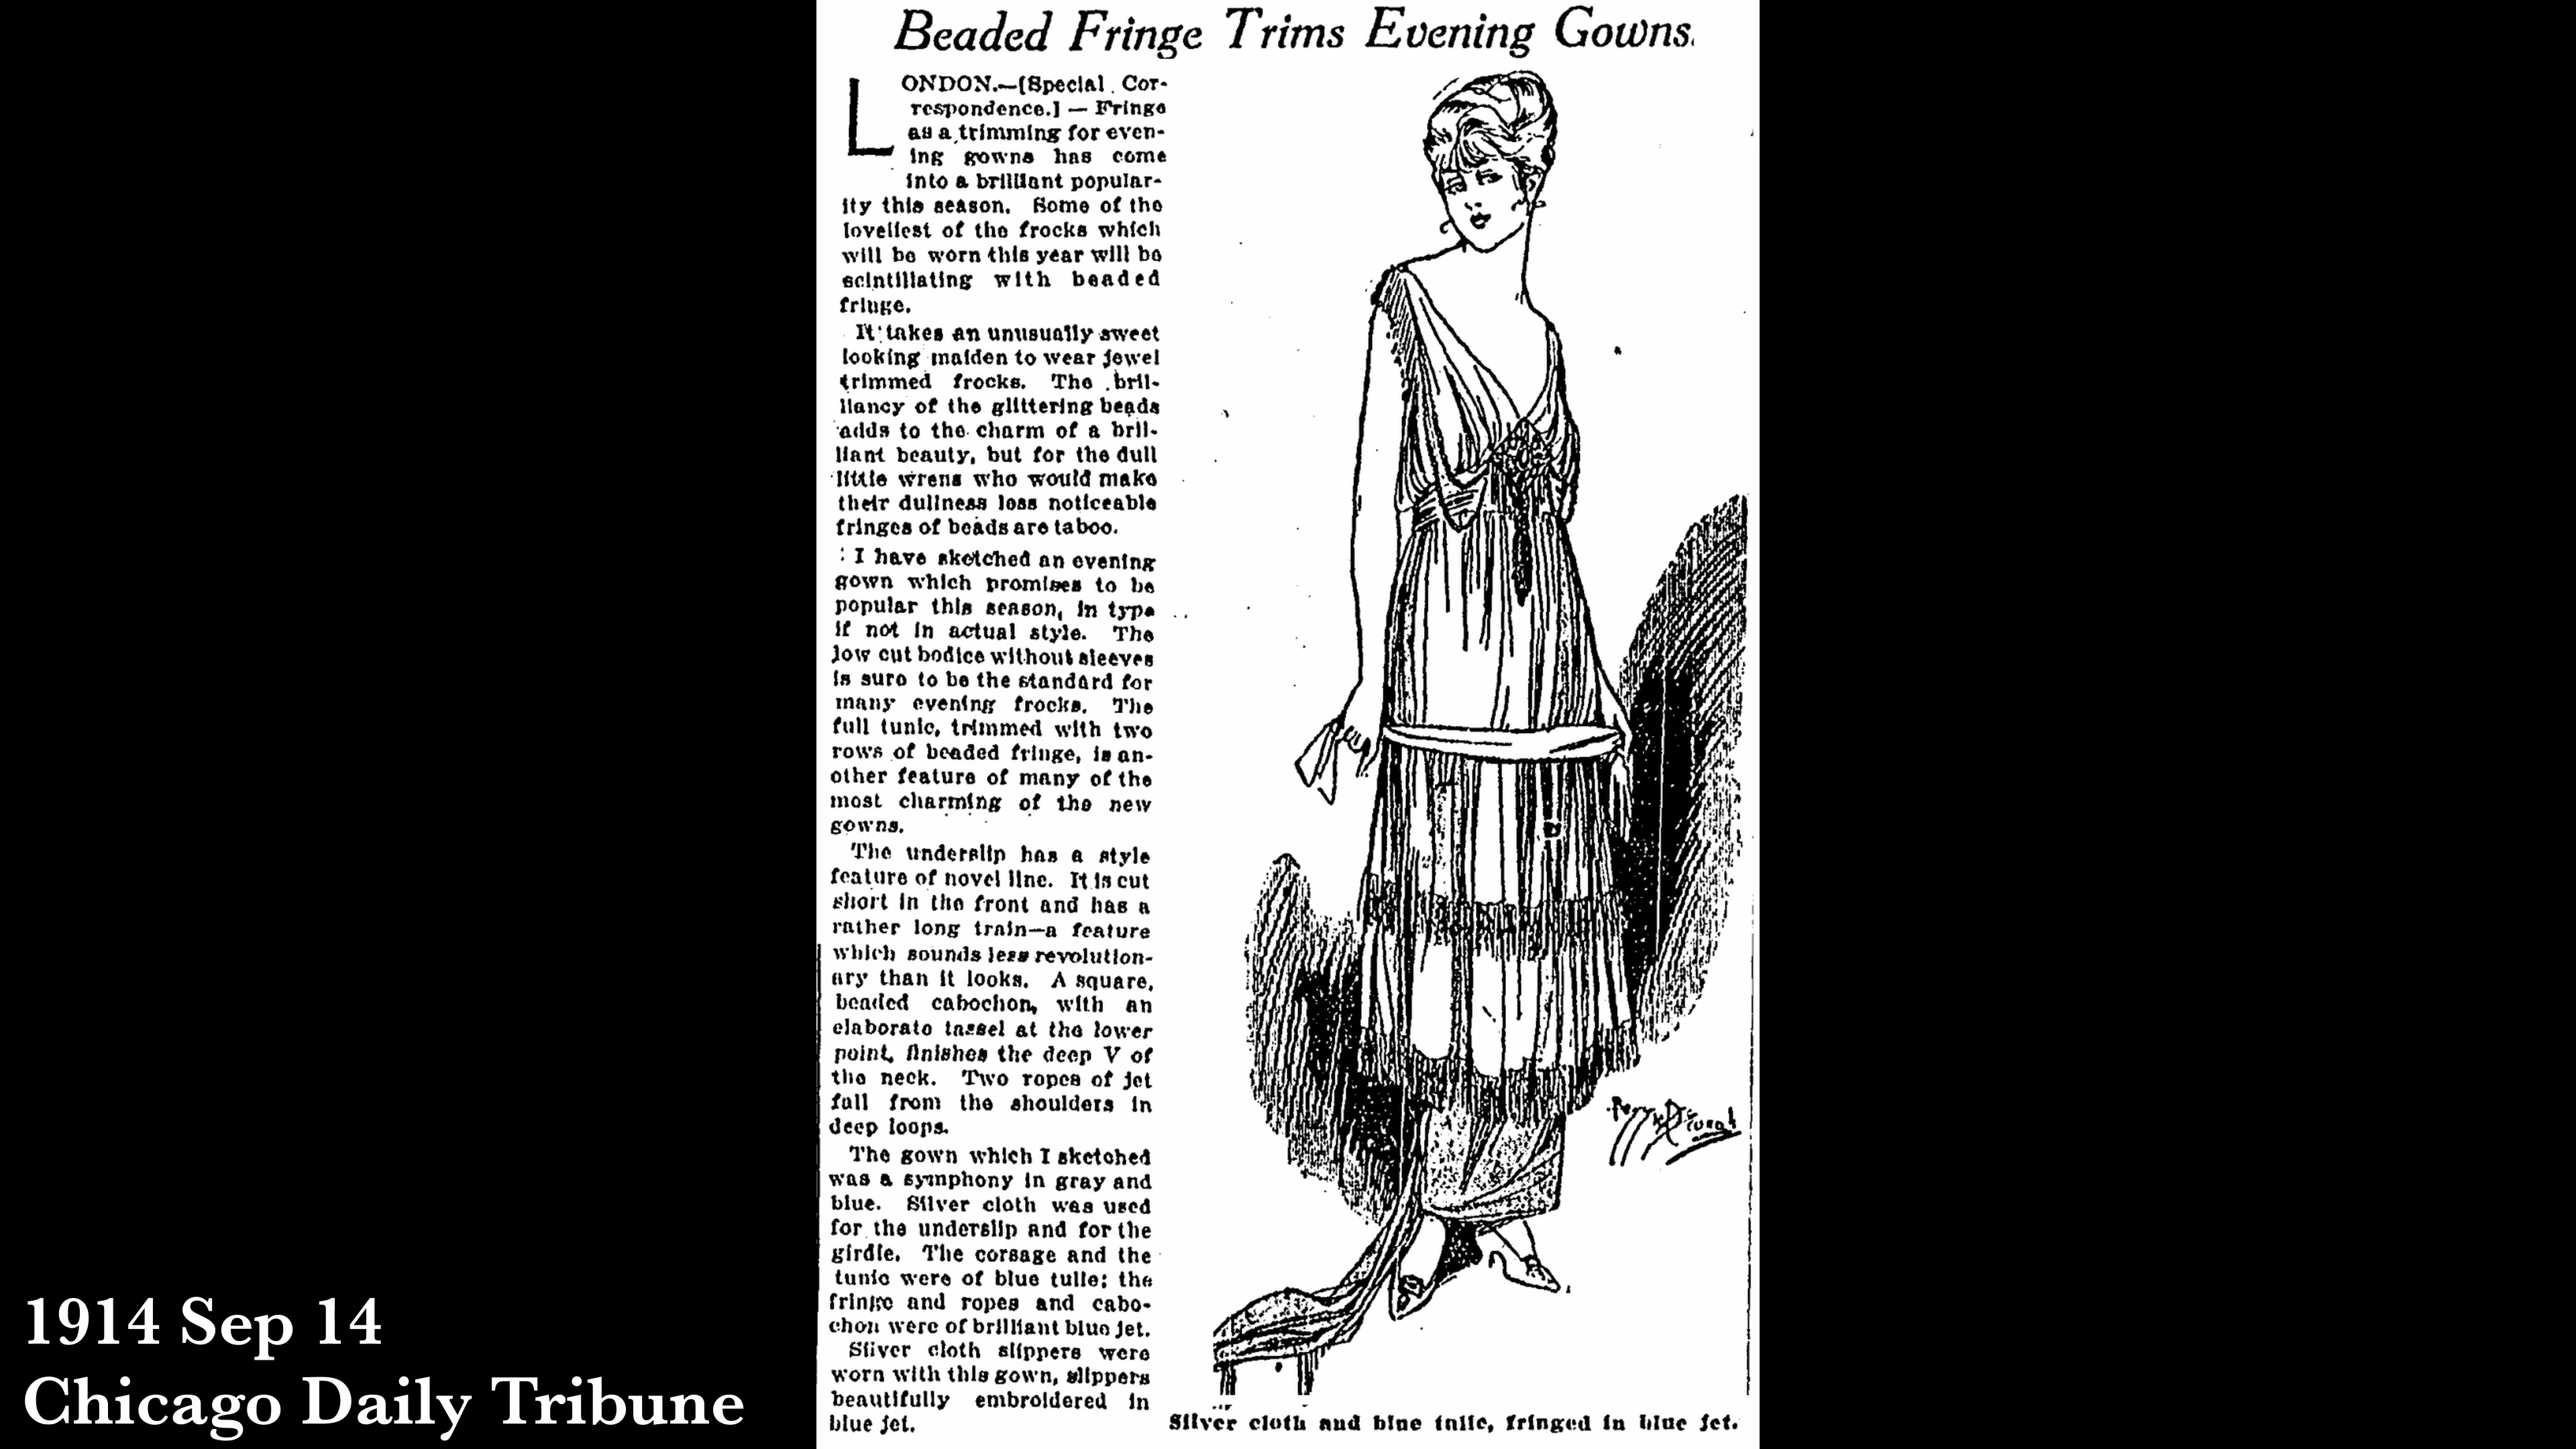 Beaded Fringe Trims Evening Gowns.
LONDON.—[Special Cor-
respondence.] — Fringe
as a trimming for even-
ing gowns has come
into a brilliant popular-
ity this season. Some of the
loveliest of the frocks which
will be worn this year will be
scintillating with beaded
fringe.
It takes an unusually sweet
looking maiden to wear jewel
trimmed frocks. The bril-
liancy of the glittering beads
adds to the charm of a bril-
liant beauty, but for the dull
little wrens who would make
their dullness less noticeable
fringes of beads are taboo.
I have sketched an evening
gown which promises to be
popular this season, in type
if not in actual style. The
low cut bodice without sleeves
is sure to be the standard for
many evening frocks. The
full tunic, trimmed with two
rows of beaded fringe, is an-
other feature of many of the
most charming of the new
gowns.
The underslip has a style
feature of novel line. It is cut
short in the front and has a
rather long train—a feature
which sounds less revolution-
ary than it looks. A square,
beaded cabochon, with an
elaborate tassel at the lower
point, finishes the deep V of
the neck. Two ropes of jet
fall from the shoulders in
deep loops.
The gown which I sketched
was a symphony in gray and
blue. Silver cloth was used
for the underslip and for the
girdle. The corsage and the
tunic were of blue tulle; the
fringe and ropes and cabo-
chon were of brilliant blue jet.
Silver cloth slippers were
worn with this gown, slippers
beautifully embroidered in
blue jet.
Silver cloth and blue tulle, fringed in blue jet.
1914 Sep 14
Chicago Daily Tribune